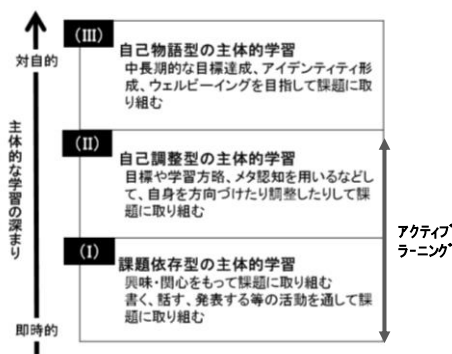 対自的
主体的な学習の深まり
即時的
(III)
自己物語型の主体的学習
中長期的な目標達成、アイデンティティ形
成、ウェルビーイングを目指して課題に取
り組む
(II)
自己調整型の主体的学習
目標や学習方略、メタ認知を用いるなどし
て、自身を方向づけたり調整したりして課
題に取り組む
(I)
課題依存型の主体的学習
興味・関心をもって課題に取り組む
書く、話す、発表する等の活動を通して課
題に取り組む
アクティブ
ラーニング